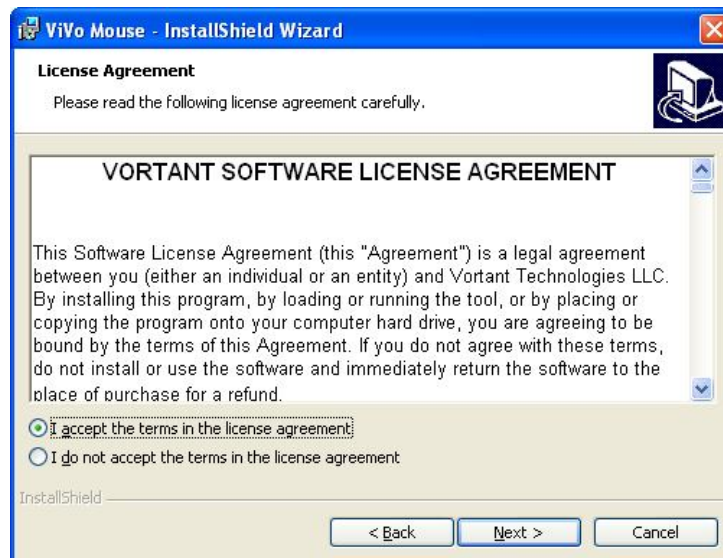 ViVo Mouse - InstallShield Wizard
License Agreement
Please read the following license agreement carefully.
VORTANT SOFTWARE LICENSE AGREEMENT
This Software License Agreement (this "Agreement") is a legal agreement
between you (either an individual or an entity) and Vortant Technologies LLC.
By installing this program, by loading or running the tool, or by placing or
copying the program onto your computer hard drive, you are agreeing to be
bound by the terms of this Agreement. If you do not agree with these terms,
do not install or use the software and immediately return the software to the
place of purchase for a refund.
I accept the terms in the license agreement
I do not accept the terms in the license agreement
InstallShield
< Back Next > Cancel